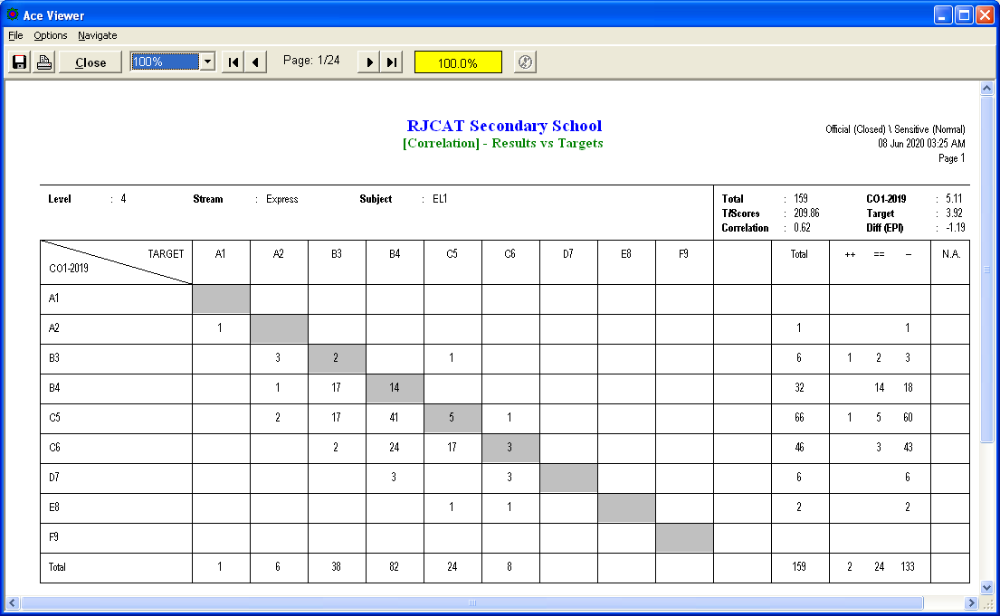 Ace Viewer
File Options Navigate
Close 100% Page: 1/24 100.0%
RJCAT Secondary School
[Correlation] - Results vs Targets
Official (Closed) \ Sensitive (Normal)
08 Jun 2020 03:25 AM
Page 1
Level : 4 Stream : Express Subject : EL1
Total : 159 CO1-2019 : 5.11
T/Scores : 209.86 Target : 3.92
Correlation : 0.62 Diff (EPI) : -1.19
TARGET A1 A2 B3 B4 C5 C6 D7 E8 F9 Total ++ == -- N.A.
CO1-2019
A1
A2 1 1 1
B3 3 2 1 6 1 2 3
B4 1 17 14 32 14 18
C5 2 17 41 5 1 66 1 5 60
C6 2 24 17 3 46 3 43
D7 3 3 6 6
E8 1 1 2 2
F9
Total 1 6 38 82 24 8 159 2 24 133